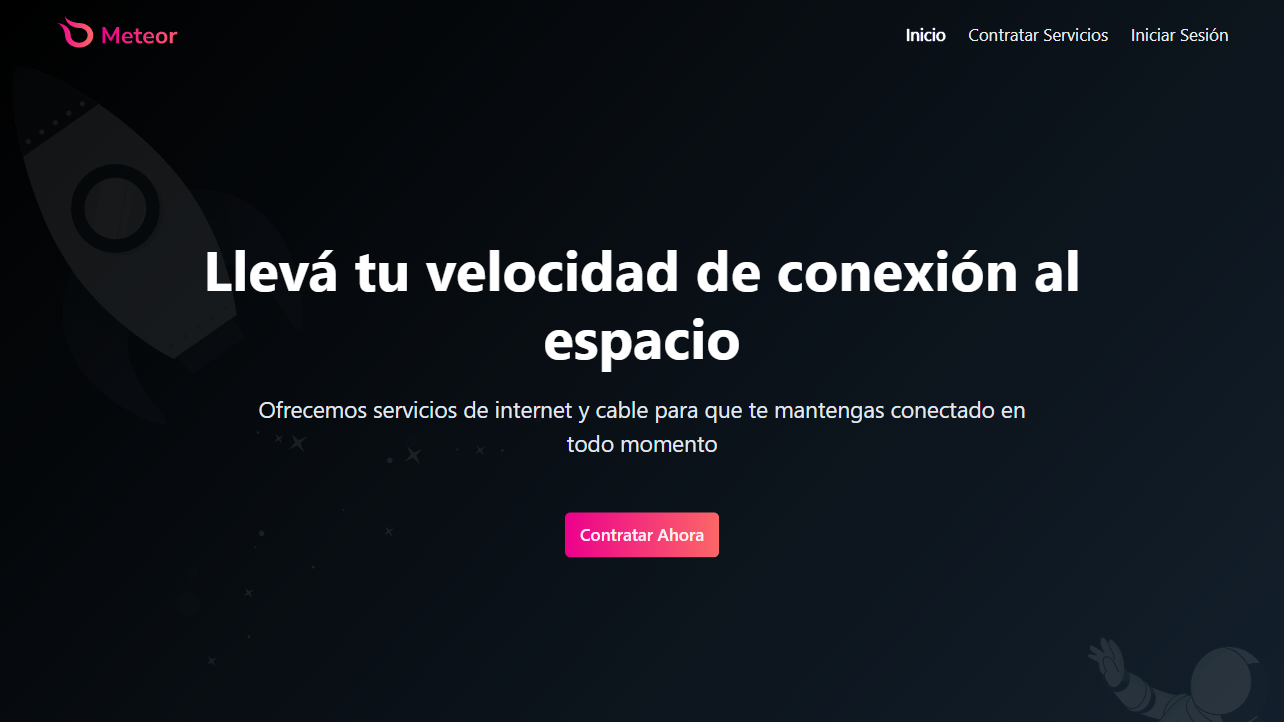 Meteor
Inicio
Contratar Servicios
Iniciar Sesión
Llevá tu velocidad de conexión al
espacio
Ofrecemos servicios de internet y cable para que te mantengas conectado en
todo momento
Contratar Ahora